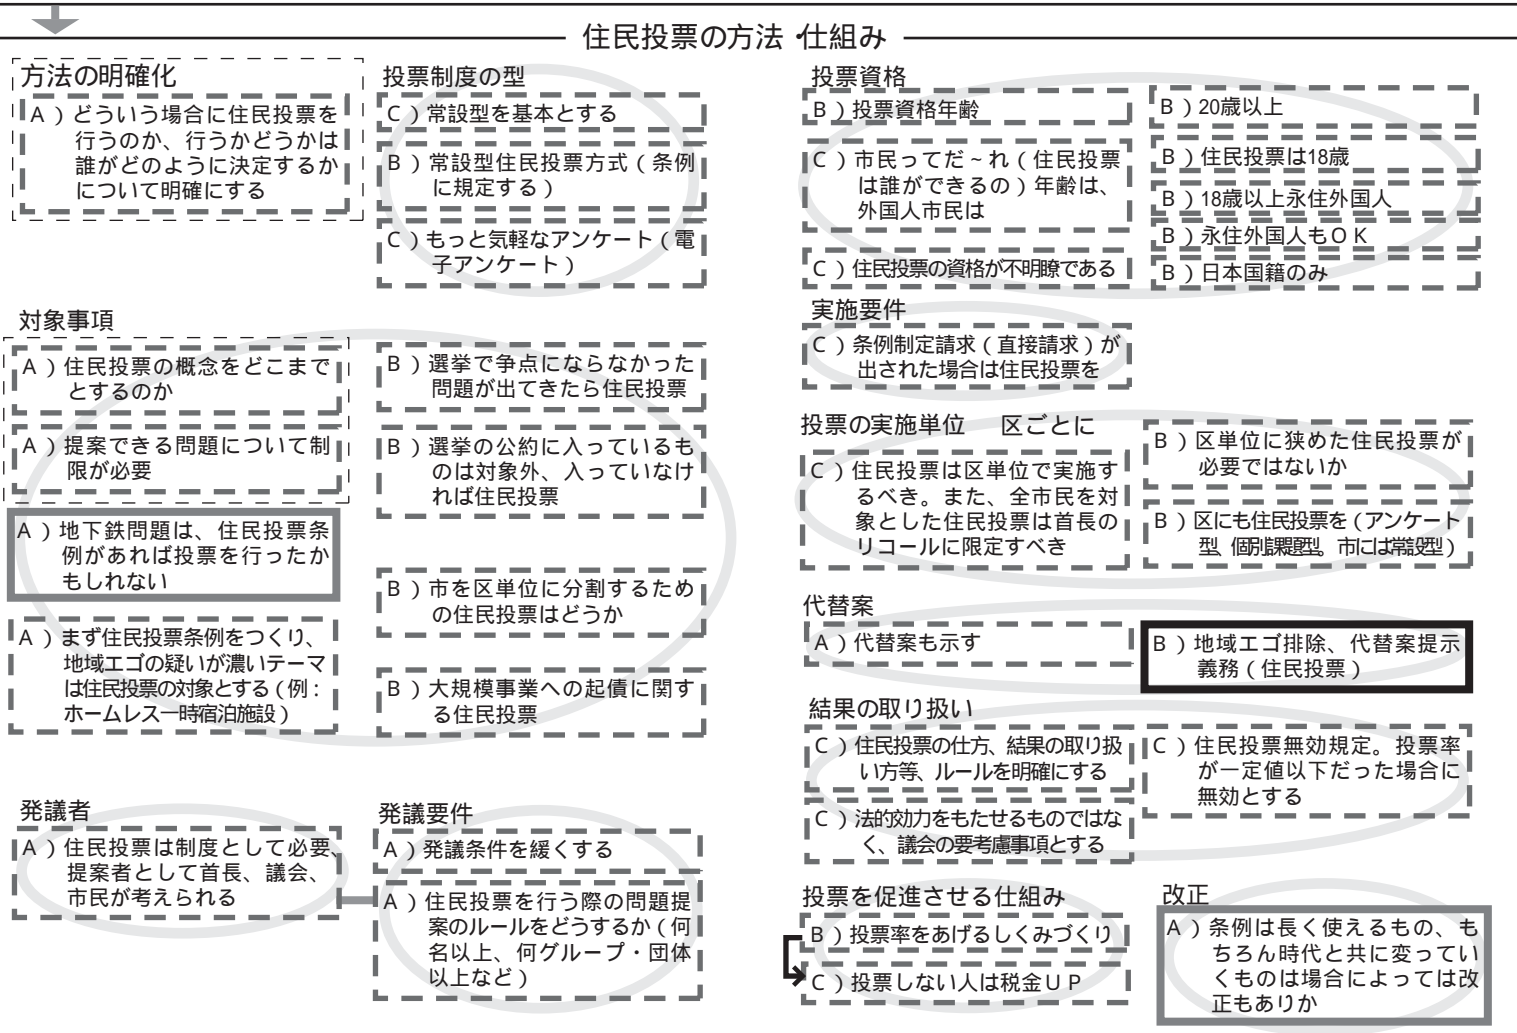 住民投票の方法・仕組み
方法の明確化
A）どういう場合に住民投票を
行うのか、行うかどうかは
誰がどのように決定するか
について明確にする
投票制度の型
C）常設型を基本とする
B）常設型住民投票方式（条例
に規定する）
C）もっと気軽なアンケート（電
子アンケート）
対象事項
A）住民投票の概念をどこまで
とするのか
A）提案できる問題について制
限が必要
A）地下鉄問題は、住民投票条
例があれば投票を行ったか
もしれない
A）まず住民投票条例をつくり、
地域エゴの疑いが濃いテーマ
は住民投票の対象とする（例：
ホームレス一時宿泊施設）
B）選挙で争点にならなかった
問題が出てきたら住民投票
B）選挙の公約に入っているも
のは対象外、入っていなけ
れば住民投票
B）市を区単位に分割するため
の住民投票はどうか
B）大規模事業への起債に関す
る住民投票
発議者
A）住民投票は制度として必要、
提案者として首長、議会、
市民が考えられる
発議要件
A）発議条件を緩くする
A）住民投票を行う際の問題提
案のルールをどうするか（何
名以上、何グループ・団体
以上など）
投票資格
B）投票資格年齢
C）市民ってだ～れ（住民投票
は誰ができるの）年齢は、
外国人市民は
C）住民投票の資格が不明瞭である
B）20歳以上
B）住民投票は18歳
B）18歳以上永住外国人
B）永住外国人もＯＫ
B）日本国籍のみ
実施要件
C）条例制定請求（直接請求）が
出された場合は住民投票を
投票の実施単位　区ごとに
C）住民投票は区単位で実施す
るべき。また、全市民を対
象とした住民投票は首長の
リコールに限定すべき
B）区単位に狭めた住民投票が
必要ではないか
B）区にも住民投票を（アンケート
型、個別課題型。市には常設型）
代替案
A）代替案も示す
B）地域エゴ排除、代替案提示
義務（住民投票）
結果の取り扱い
C）住民投票の仕方、結果の取り扱
い方等、ルールを明確にする
C）法的効力をもたせるものではな
く、議会の要考慮事項とする
C）住民投票無効規定。投票率
が一定値以下だった場合に
無効とする
投票を促進させる仕組み
B）投票率をあげるしくみづくり
C）投票しない人は税金ＵＰ
改正
A）条例は長く使えるもの、も
ちろん時代と共に変ってい
くものは場合によっては改
正もありか